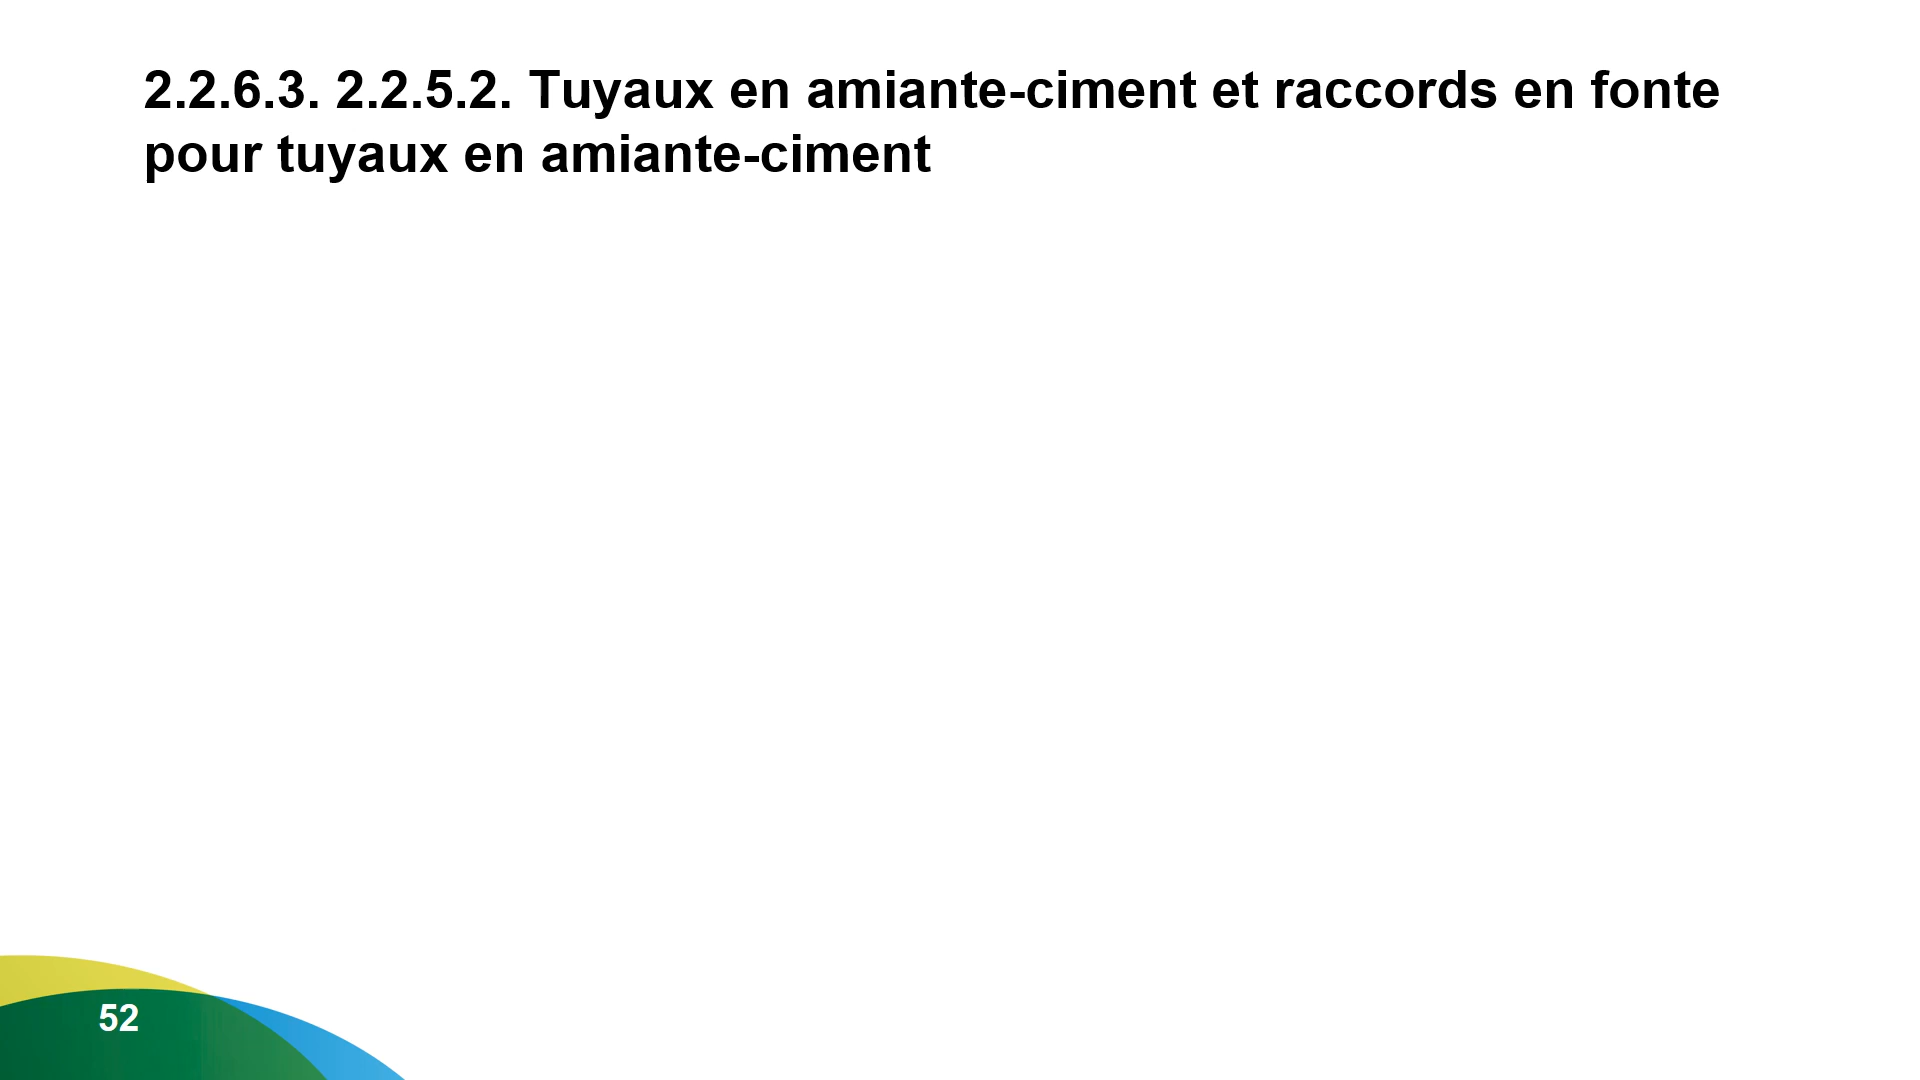 2.2.6.3. 2.2.5.2. Tuyaux en amiante-ciment et raccords en fonte
pour tuyaux en amiante-ciment
52